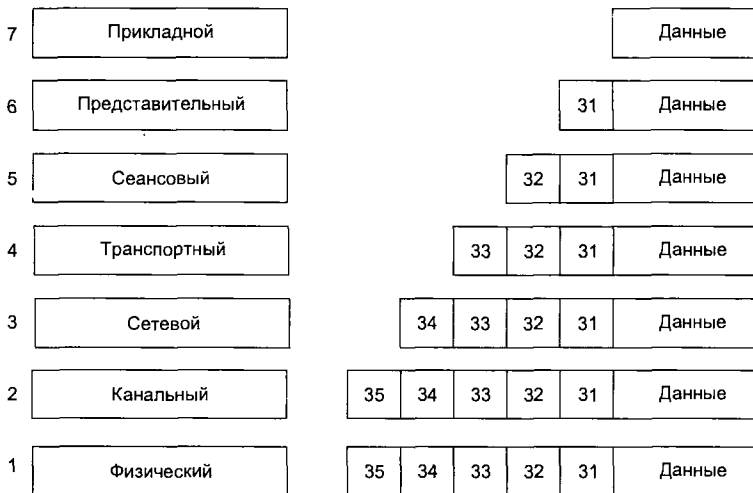 7 Прикладной Данные
6 Представительный 31 Данные
5 Сеансовый 32 31 Данные
4 Транспортный 33 32 31 Данные
3 Сетевой 34 33 32 31 Данные
2 Канальный 35 34 33 32 31 Данные
1 Физический 35 34 33 32 31 Данные